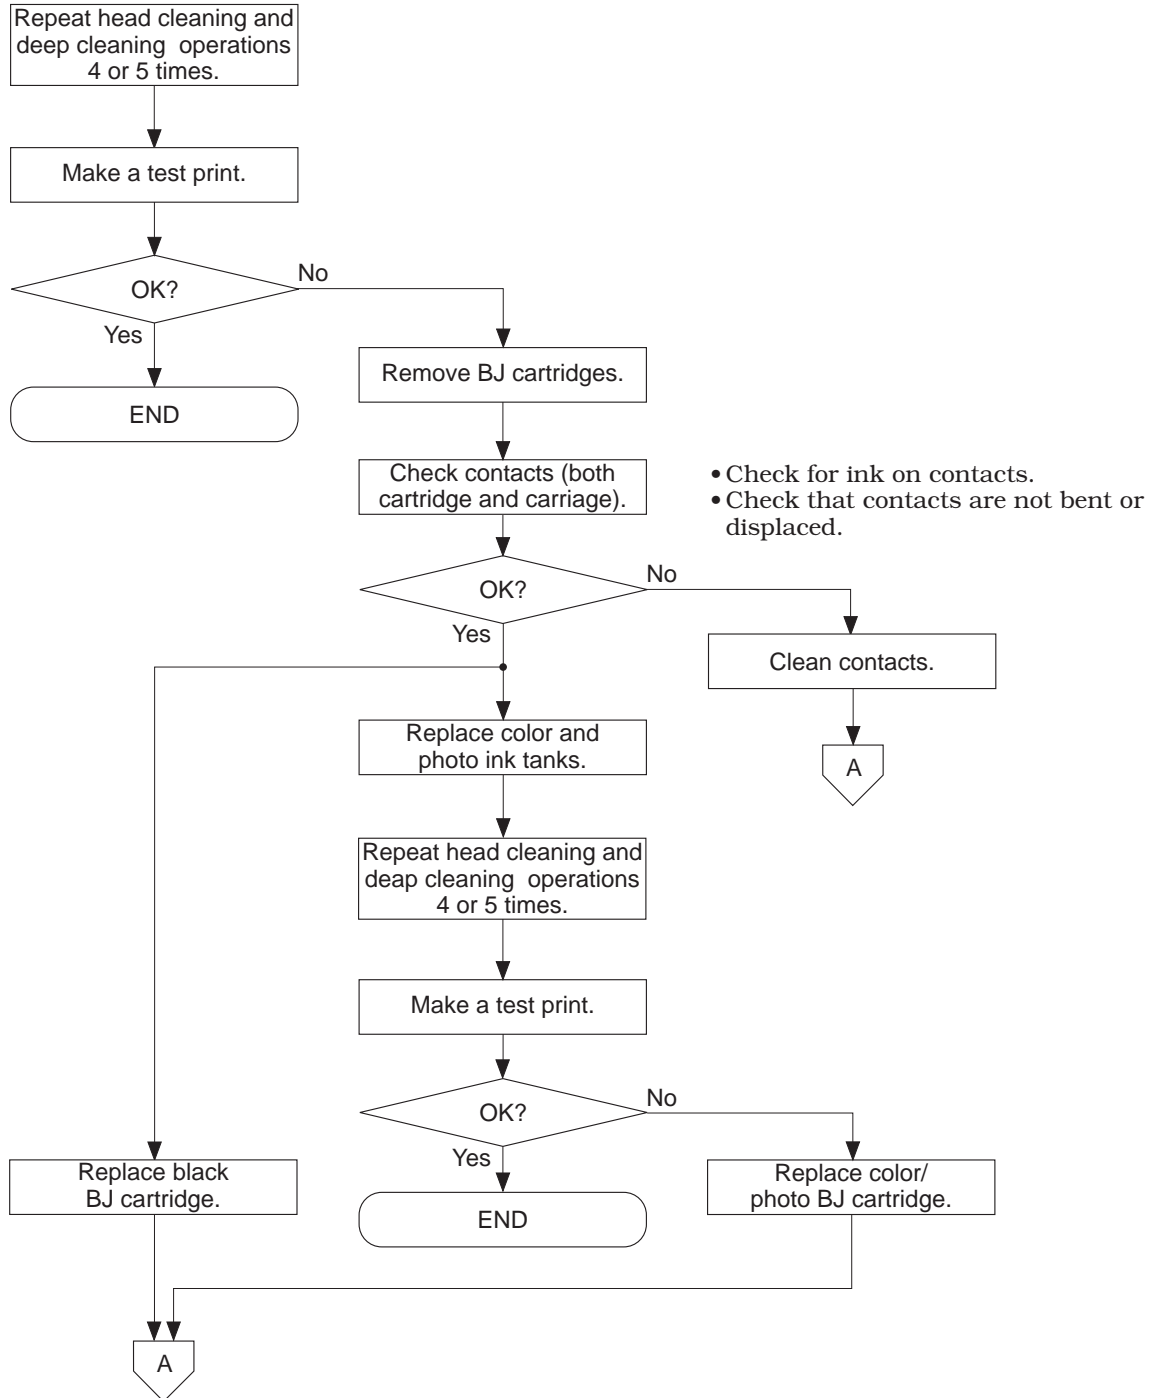 Repeat head cleaning and
deep cleaning operations
4 or 5 times.
Make a test print.
OK?
No
Yes
END
Remove BJ cartridges.
Check contacts (both
cartridge and carriage).
• Check for ink on contacts.
• Check that contacts are not bent or
displaced.
OK?
No
Yes
Clean contacts.
A
Replace color and
photo ink tanks.
Repeat head cleaning and
deap cleaning operations
4 or 5 times.
Make a test print.
OK?
No
Yes
Replace black
BJ cartridge.
END
Replace color/
photo BJ cartridge.
A